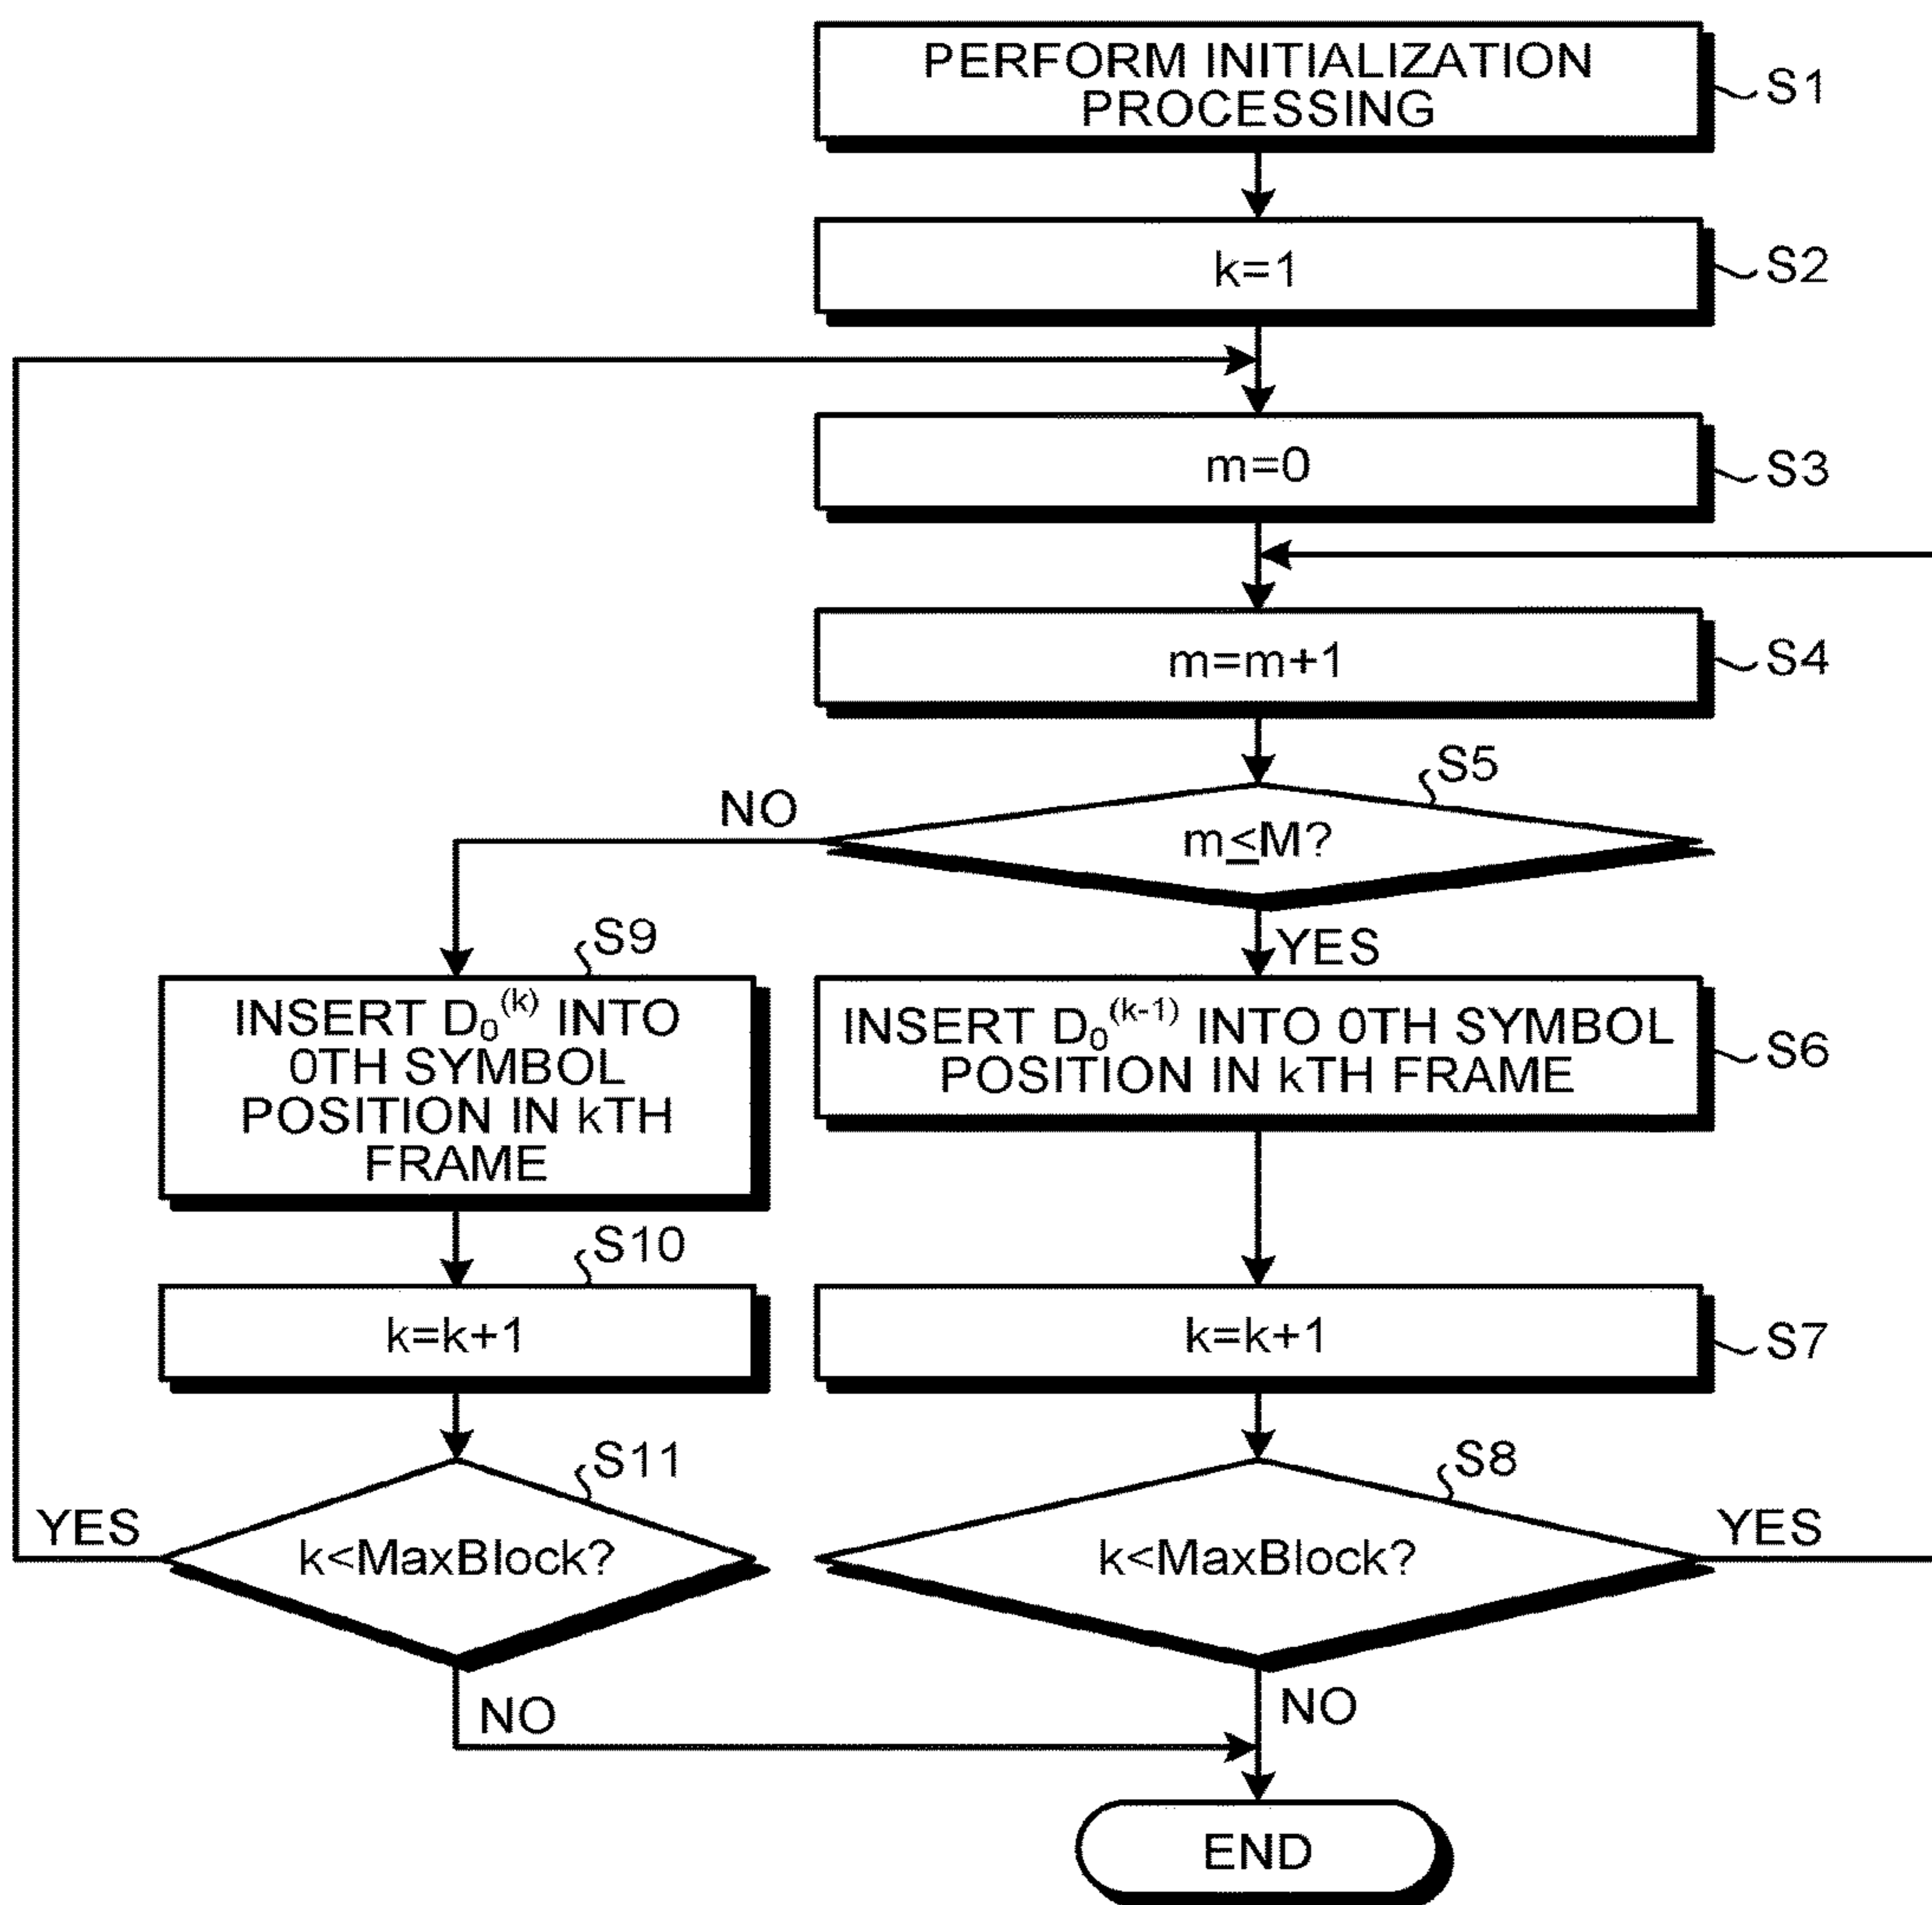 PERFORM INITIALIZATION
PROCESSING
S1
k=1
S2
m=0
S3
m=m+1
S4
S5
NO
m≤M?
YES
S9
INSERT D₀⁽ᵏ⁾ INTO
0TH SYMBOL
POSITION IN kTH
FRAME
INSERT D₀⁽ᵏ⁻¹⁾ INTO 0TH SYMBOL
POSITION IN kTH FRAME
S6
S10
k=k+1
k=k+1
S7
S11
YES
k<MaxBlock?
NO
S8
k<MaxBlock?
YES
NO
END